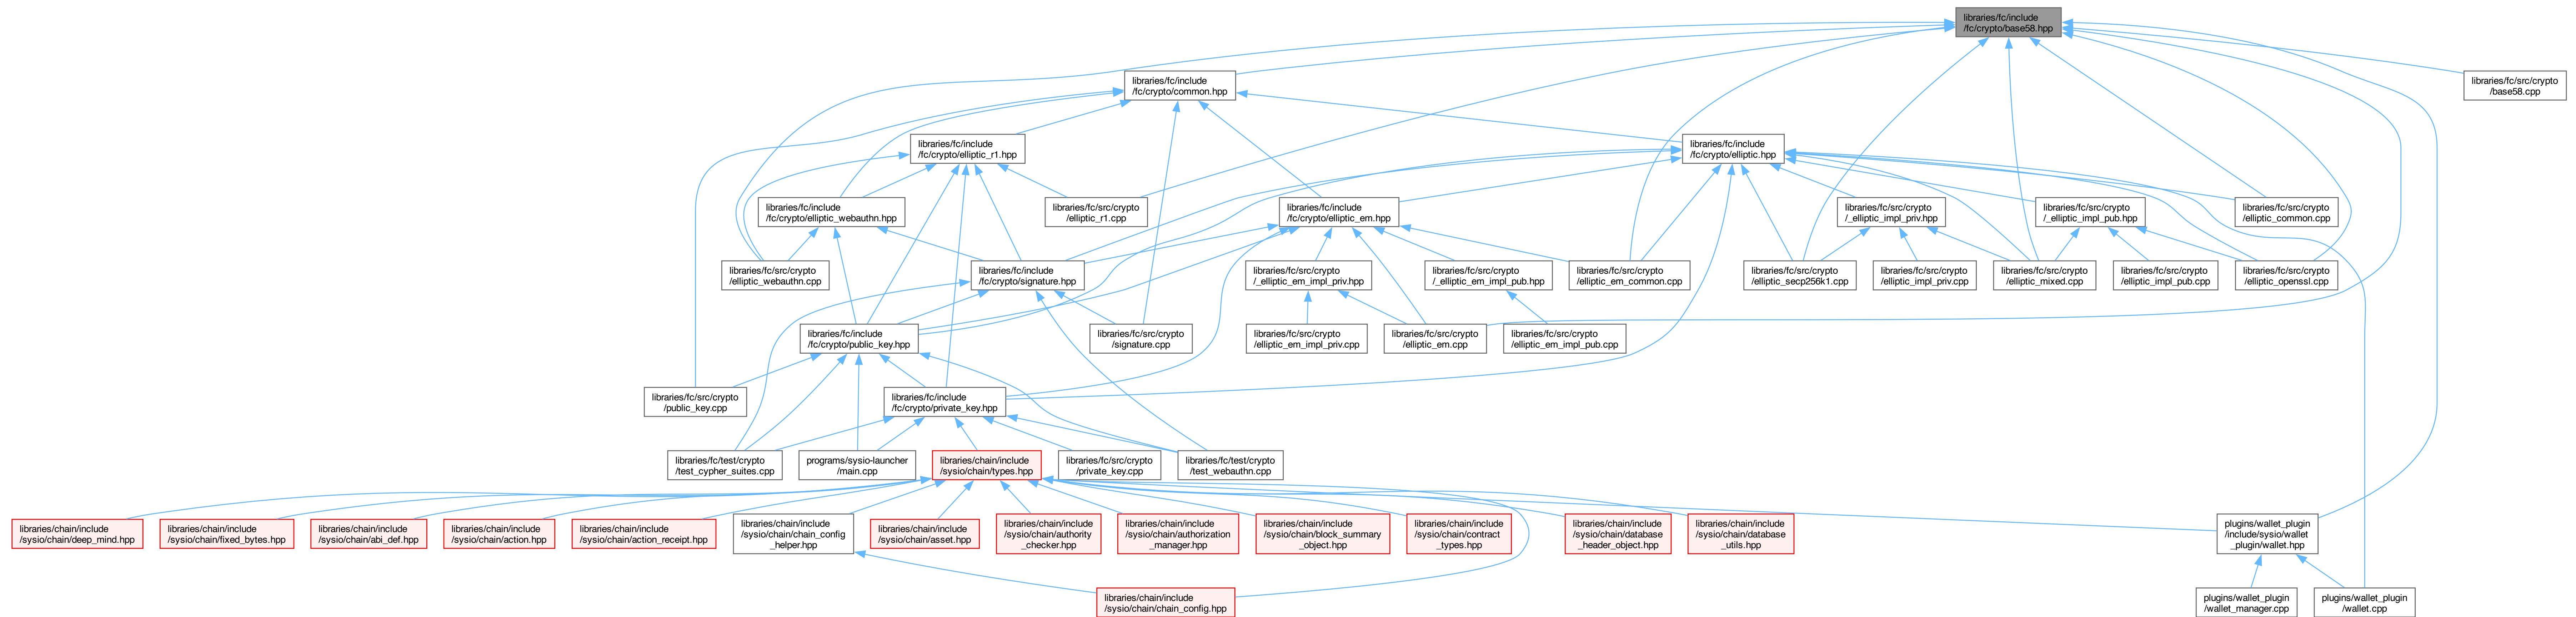 libraries/fc/include
/fc/crypto/base58.hpp
libraries/fc/include
/fc/crypto/common.hpp
libraries/fc/src/crypto
/base58.cpp
libraries/fc/include
/fc/crypto/elliptic_r1.hpp
libraries/fc/include
/fc/crypto/elliptic.hpp
libraries/fc/include
/fc/crypto/elliptic_webauthn.hpp
libraries/fc/src/crypto
/elliptic_r1.cpp
libraries/fc/include
/fc/crypto/elliptic_em.hpp
libraries/fc/src/crypto
/_elliptic_impl_priv.hpp
libraries/fc/src/crypto
/_elliptic_impl_pub.hpp
libraries/fc/src/crypto
/elliptic_common.cpp
libraries/fc/src/crypto
/elliptic_webauthn.cpp
libraries/fc/include
/fc/crypto/signature.hpp
libraries/fc/src/crypto
/_elliptic_em_impl_priv.hpp
libraries/fc/src/crypto
/_elliptic_em_impl_pub.hpp
libraries/fc/src/crypto
/elliptic_em_common.cpp
libraries/fc/src/crypto
/elliptic_secp256k1.cpp
libraries/fc/src/crypto
/elliptic_impl_priv.cpp
libraries/fc/src/crypto
/elliptic_mixed.cpp
libraries/fc/src/crypto
/elliptic_impl_pub.cpp
libraries/fc/src/crypto
/elliptic_openssl.cpp
libraries/fc/include
/fc/crypto/public_key.hpp
libraries/fc/src/crypto
/signature.cpp
libraries/fc/src/crypto
/elliptic_em_impl_priv.cpp
libraries/fc/src/crypto
/elliptic_em.cpp
libraries/fc/src/crypto
/elliptic_em_impl_pub.cpp
libraries/fc/src/crypto
/public_key.cpp
libraries/fc/include
/fc/crypto/private_key.hpp
libraries/fc/test/crypto
/test_cypher_suites.cpp
programs/sysio-launcher
/main.cpp
libraries/chain/include
/sysio/chain/types.hpp
libraries/fc/src/crypto
/private_key.cpp
libraries/fc/test/crypto
/test_webauthn.cpp
libraries/chain/include
/sysio/chain/deep_mind.hpp
libraries/chain/include
/sysio/chain/fixed_bytes.hpp
libraries/chain/include
/sysio/chain/abi_def.hpp
libraries/chain/include
/sysio/chain/action.hpp
libraries/chain/include
/sysio/chain/action_receipt.hpp
libraries/chain/include
/sysio/chain/chain_config
_helper.hpp
libraries/chain/include
/sysio/chain/asset.hpp
libraries/chain/include
/sysio/chain/authority
_checker.hpp
libraries/chain/include
/sysio/chain/authorization
_manager.hpp
libraries/chain/include
/sysio/chain/block_summary
_object.hpp
libraries/chain/include
/sysio/chain/contract
_types.hpp
libraries/chain/include
/sysio/chain/database
_header_object.hpp
libraries/chain/include
/sysio/chain/database
_utils.hpp
plugins/wallet_plugin
/include/sysio/wallet
_plugin/wallet.hpp
libraries/chain/include
/sysio/chain/chain_config.hpp
plugins/wallet_plugin
/wallet_manager.cpp
plugins/wallet_plugin
/wallet.cpp